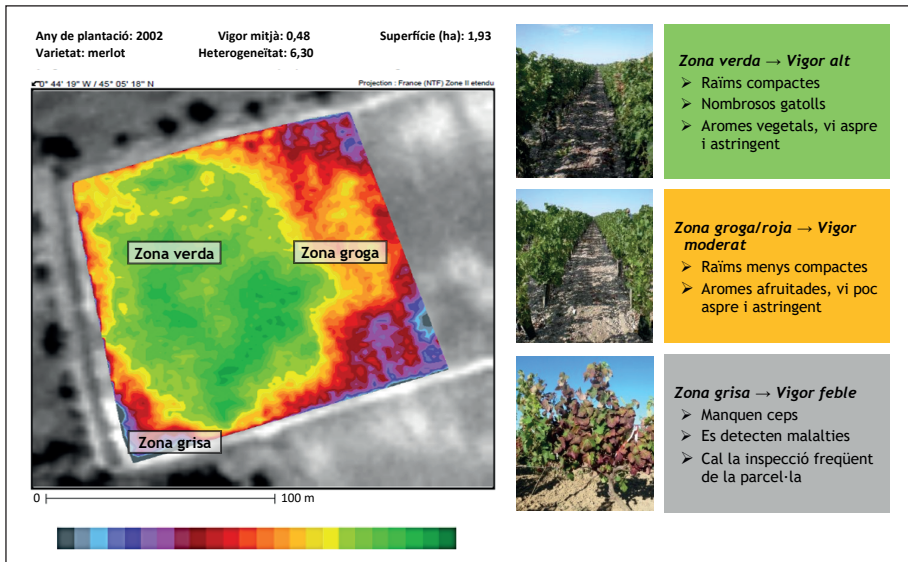 Any de plantació: 2002
Vigor mitjà: 0,48
Superfície (ha): 1,93
Varietat: merlot
Heterogeneïtat: 6,30
0° 44' 19" W / 45° 05' 18" N
Projection : France (NTF) Zone II etendu
Zona verda
Zona groga
Zona grisa
0
100 m
Zona verda → Vigor alt
Raïms compactes
Nombrosos gatolls
Aromes vegetals, vi aspre
i astringent
Zona groga/roja → Vigor
moderat
Raïms menys compactes
Aromes afruitades, vi poc
aspre i astringent
Zona grisa → Vigor feble
Manquen ceps
Es detecten malalties
Cal la inspecció freqüent
de la parcel·la